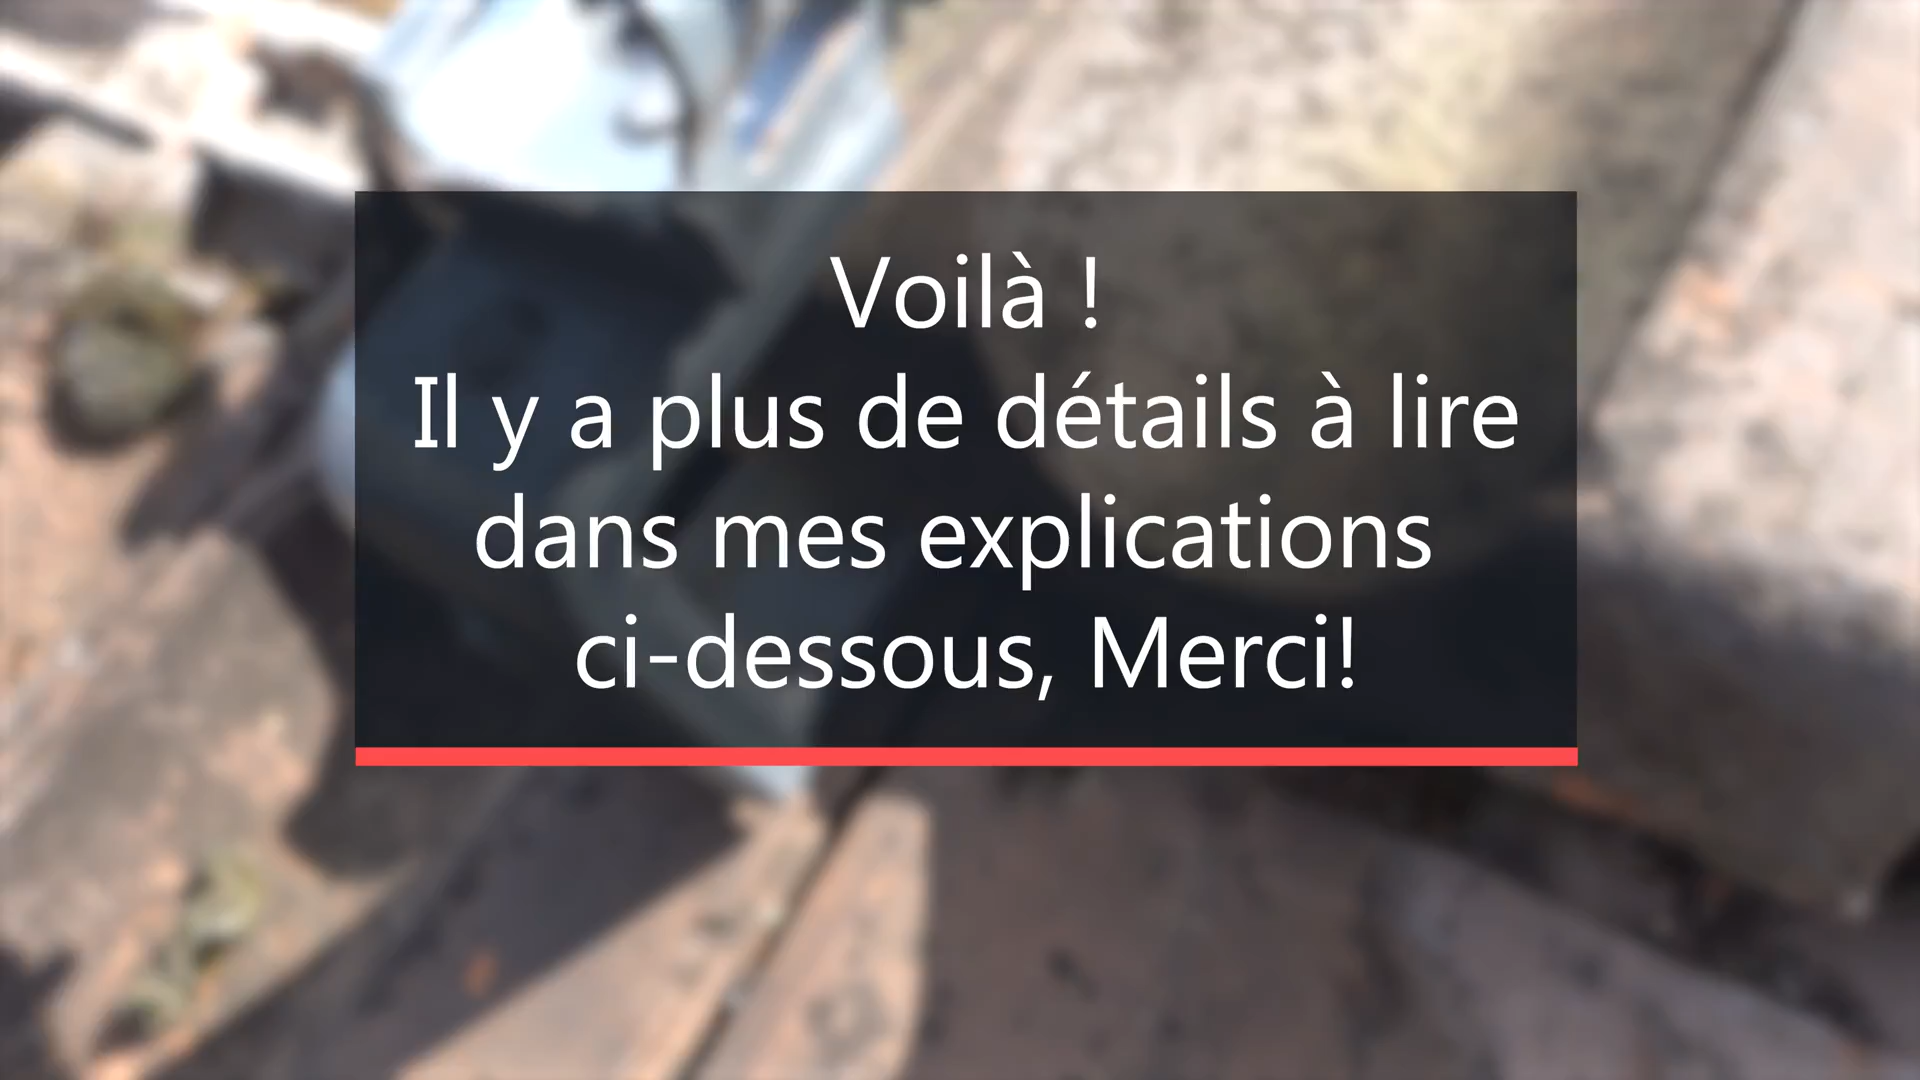 Voilà !
Il y a plus de détails à lire
dans mes explications
ci-dessous, Merci!